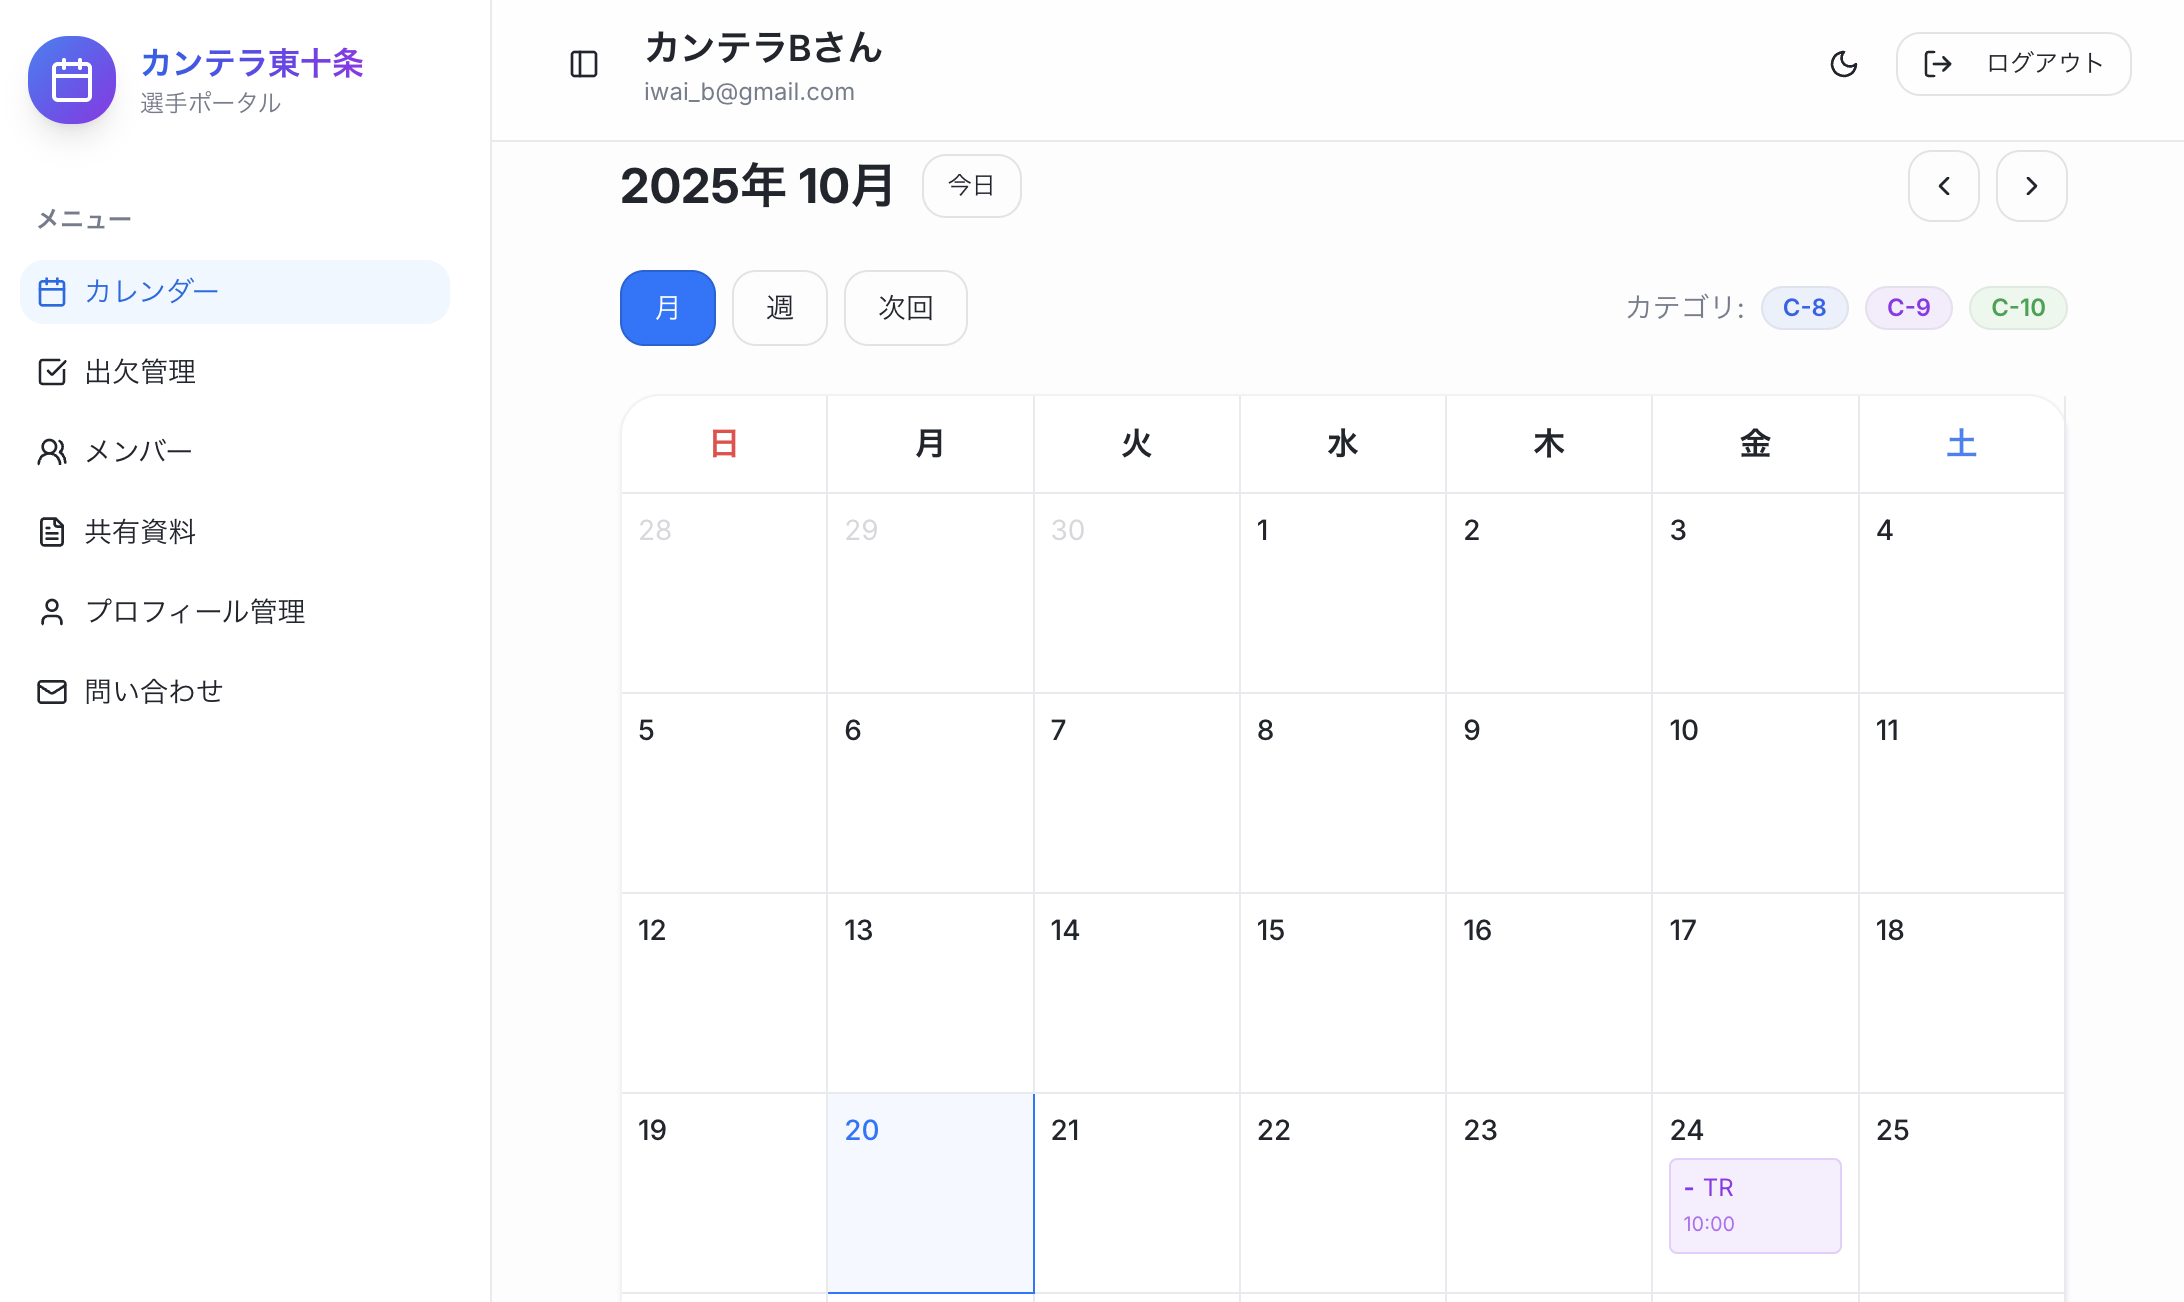 カンテラ東十条
選手ポータル
メニュー
カレンダー
出欠管理
メンバー
共有資料
プロフィール管理
問い合わせ
カンテラBさん
iwai_b@gmail.com
ログアウト
2025年 10月
今日
月 週 次回
カテゴリ: C-8 C-9 C-10
日 月 火 水 木 金 土
28 29 30 1 2 3 4
5 6 7 8 9 10 11
12 13 14 15 16 17 18
19 20 21 22 23 24 25
- TR
10:00